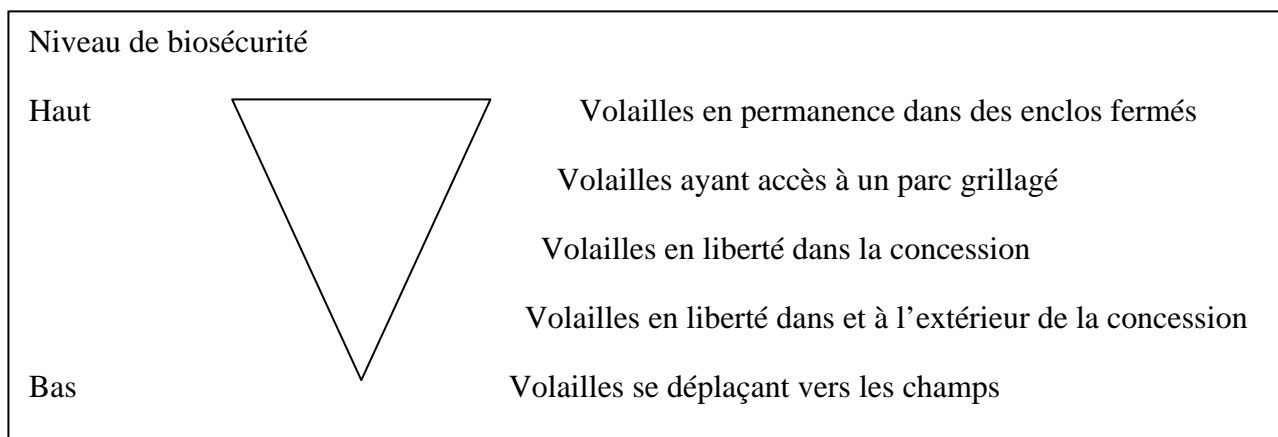 Niveau de biosécurité
Haut Volailles en permanence dans des enclos fermés
Volailles ayant accès à un parc grillagé
Volailles en liberté dans la concession
Volailles en liberté dans et à l’extérieur de la concession
Bas Volailles se déplaçant vers les champs